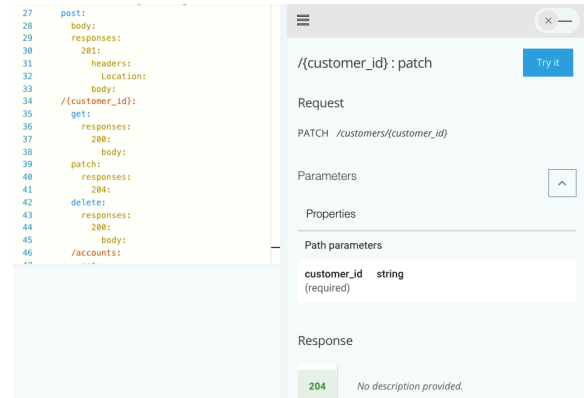 27 post:
28 body:
29 responses:
30 201:
31 headers:
32 Location:
33 body:
34 /{customer_id}:
35 get:
36 responses:
37 200:
38 body:
39 patch:
40 responses:
41 204:
42 delete:
43 responses:
44 200:
45 body:
46 /accounts:
/{customer_id} : patch
Try it
Request
PATCH /customers/{customer_id}
Parameters
Properties
Path parameters
customer_id string
(required)
Response
204 No description provided.